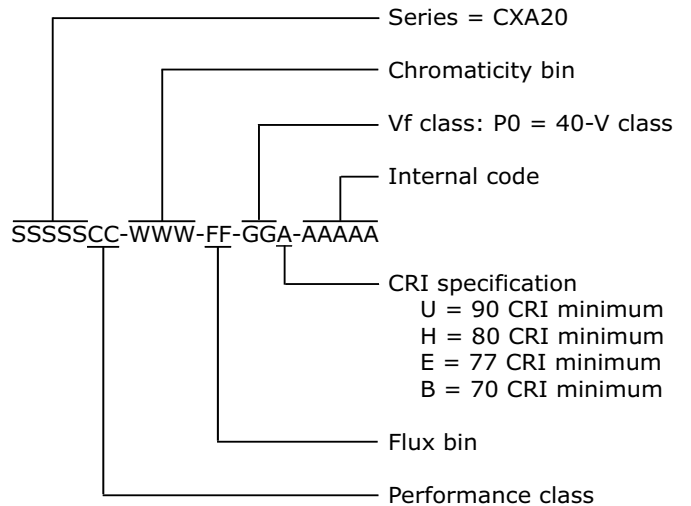 Series = CXA20
Chromaticity bin
Vf class: P0 = 40-V class
Internal code
SSSSSCC-WWW-FF-GGA-AAAAA
CRI specification
U = 90 CRI minimum
H = 80 CRI minimum
E = 77 CRI minimum
B = 70 CRI minimum
Flux bin
Performance class